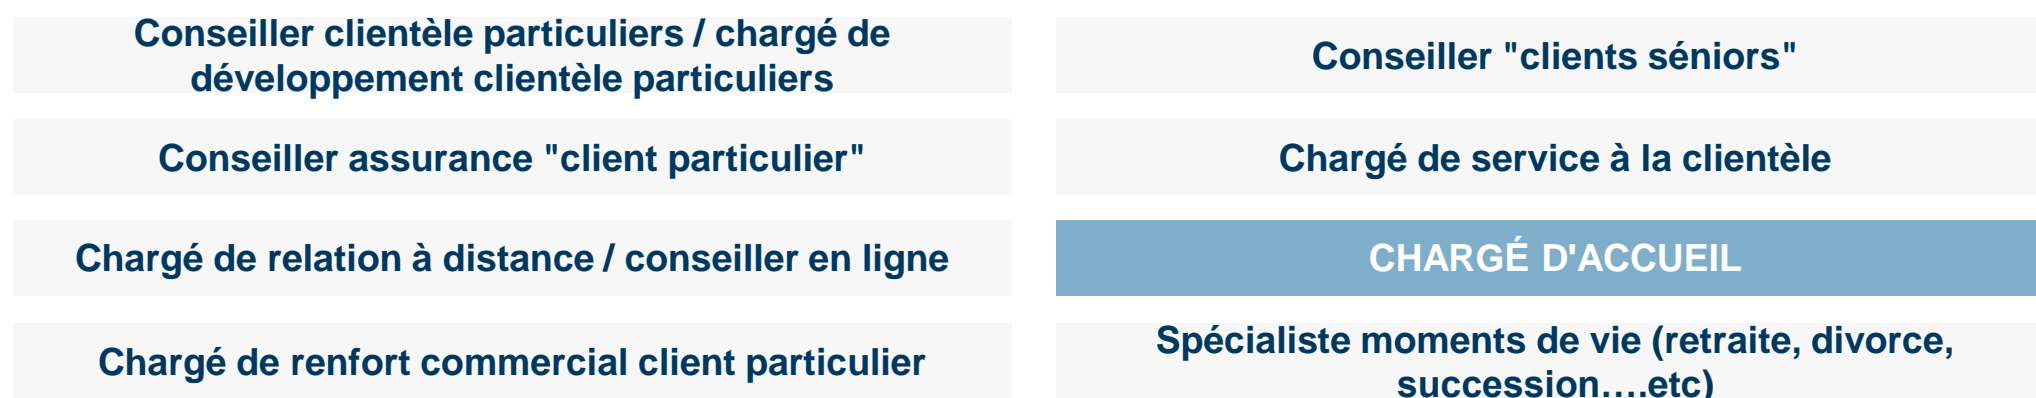 Conseiller clientèle particuliers / chargé de
développement clientèle particuliers
Conseiller "clients séniors"
Conseiller assurance "client particulier"
Chargé de service à la clientèle
Chargé de relation à distance / conseiller en ligne
CHARGÉ D'ACCUEIL
Chargé de renfort commercial client particulier
Spécialiste moments de vie (retraite, divorce,
succession….etc)